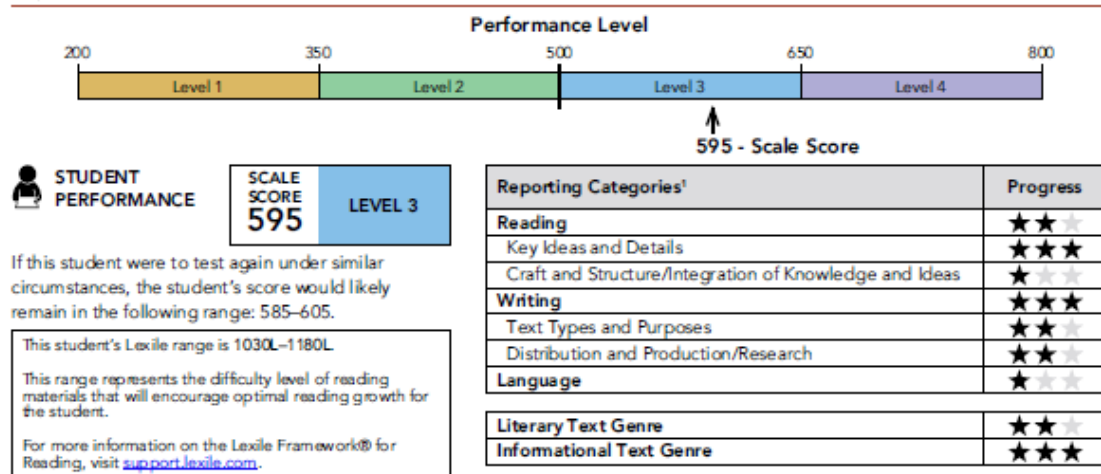 Performance Level
200 350 500 650 800
Level 1 Level 2 Level 3 Level 4
595 - Scale Score
STUDENT
PERFORMANCE
SCALE
SCORE
595
LEVEL 3
If this student were to test again under similar
circumstances, the student's score would likely
remain in the following range: 585–605.
This student's Lexile range is 1030L–1180L.
This range represents the difficulty level of reading
materials that will encourage optimal reading growth for
the student.
For more information on the Lexile Framework® for
Reading, visit support.lexile.com.
Reporting Categories¹ Progress
Reading ★★★
Key Ideas and Details ★★★
Craft and Structure/Integration of Knowledge and Ideas ★★★
Writing ★★★
Text Types and Purposes ★★★
Distribution and Production/Research ★★★
Language ★★★
Literary Text Genre ★★★
Informational Text Genre ★★★